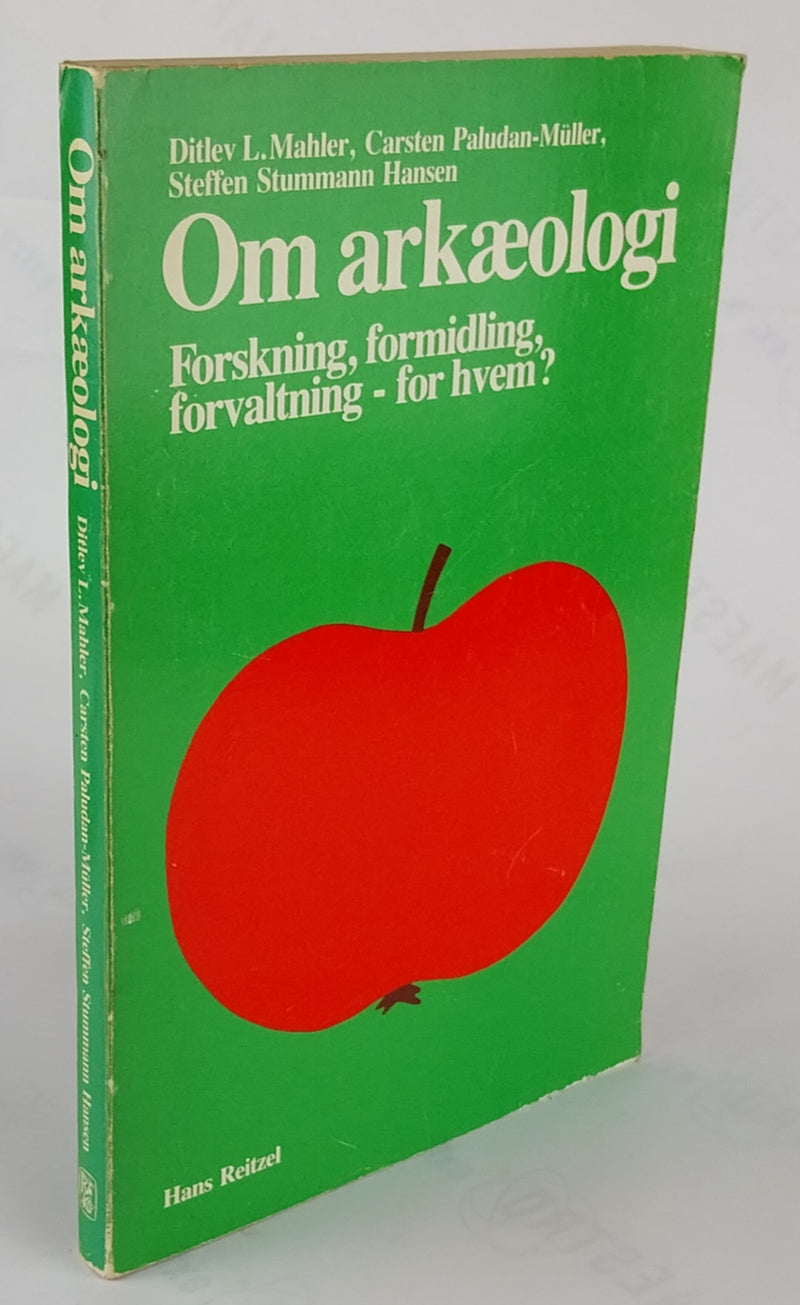 Ditlev L. Mahler, Carsten Paludan-Müller,
Steffen Stummann Hansen
Om arkæologi
Forskning, formidling,
forvaltning - for hvem?
Hans Reitzel
Om arkæologi Ditlev L. Mahler, Carsten Paludan-Müller, Steffen Stummann Hansen